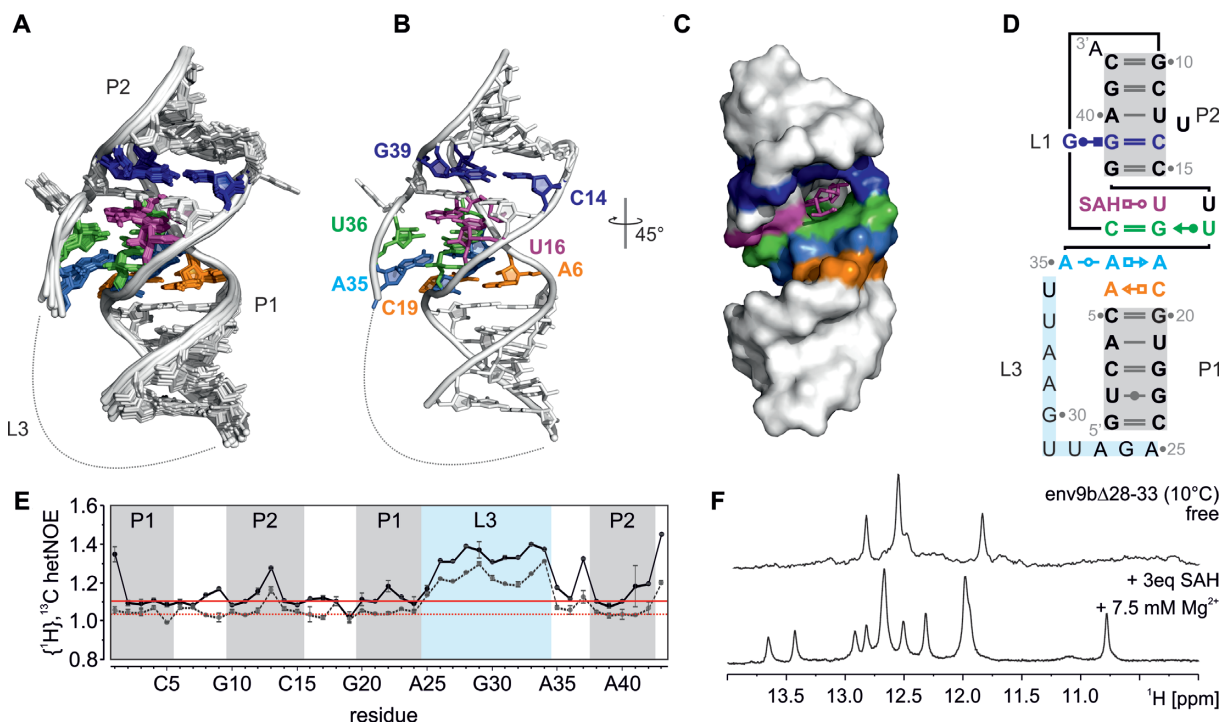 A
P2
P1
L3
B
G39
U36
A35
C19
C14
U16
A6
45°
C
D
3'A C G 10
G C
40 A U P2
U
L1 G G C
G C 15
SAH U U
C G U
35 A A A
A C
U 5 C G 20
U A U
A C G P1
L3 A U G
G 30 5' G C
U U A G A 25
E
1.6
1.4
1.2
1.0
0.8
{¹H}, ¹³C hetNOE
P1 P2 P1 L3 P2
C5 G10 C15 G20 A25 G30 A35 A40
residue
F
env9bΔ28-33 (10°C)
free
+ 3eq SAH
+ 7.5 mM Mg²⁺
13.5 13.0 12.5 12.0 11.0 ¹H [ppm]